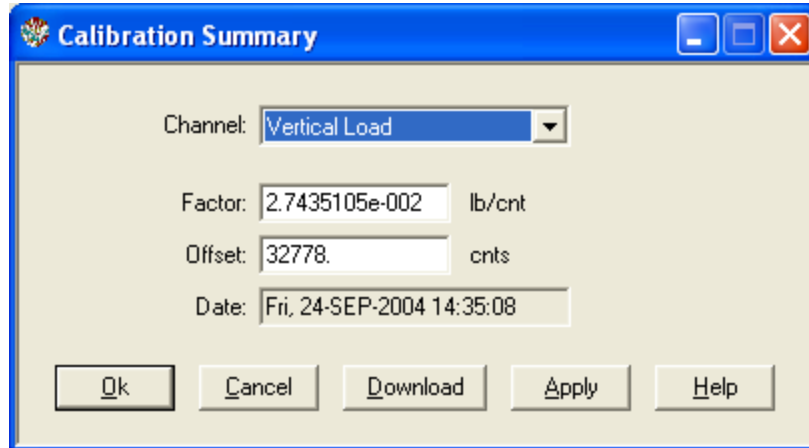 Calibration Summary
Channel: Vertical Load
Factor: 2.7435105e-002 lb/cnt
Offset: 32778. cnts
Date: Fri, 24-SEP-2004 14:35:08
Ok Cancel Download Apply Help